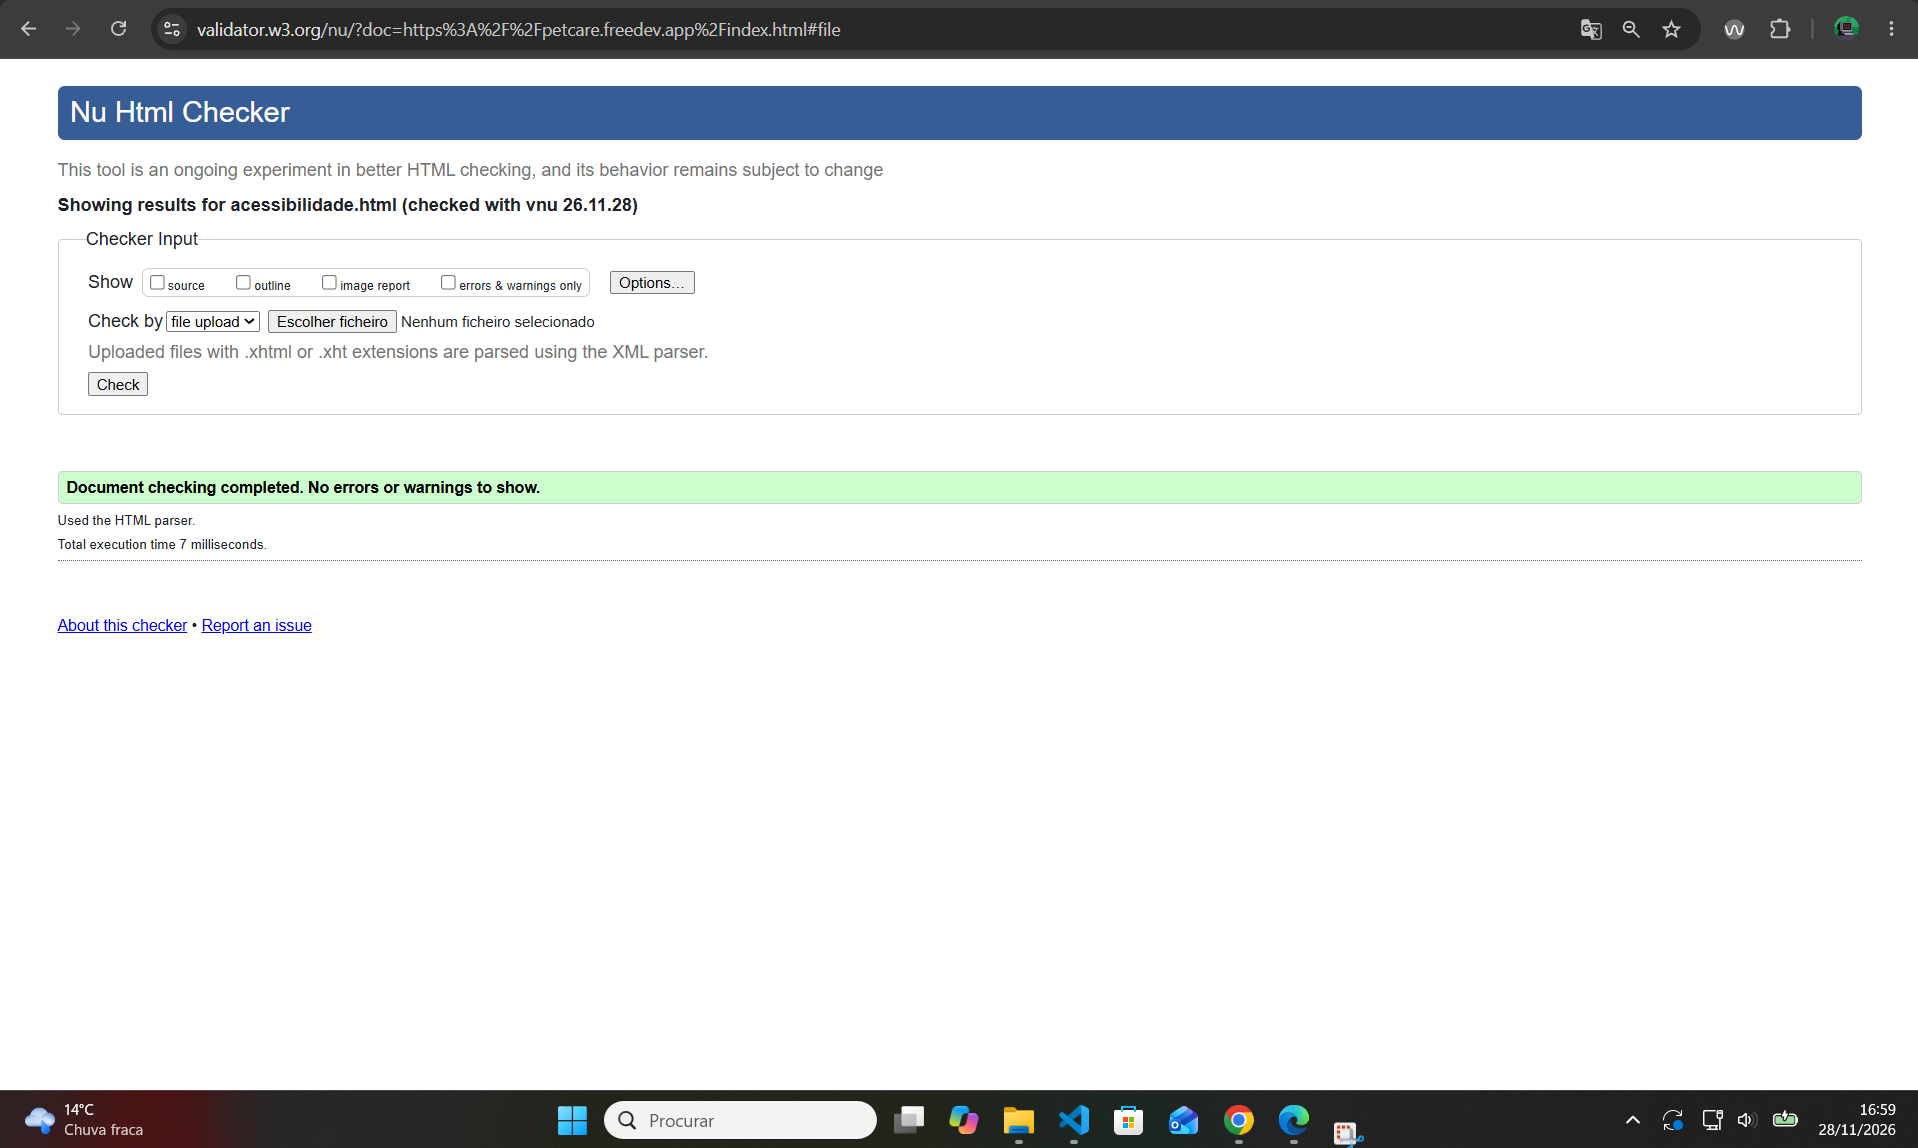 validator.w3.org/nu/?doc=https%3A%2F%2Fpetcare.freedev.app%2Findex.html#file
Nu Html Checker
This tool is an ongoing experiment in better HTML checking, and its behavior remains subject to change
Showing results for acessibilidade.html (checked with vnu 26.11.28)
Checker Input
Show source outline image report errors & warnings only Options...
Check by file upload Escolher ficheiro Nenhum ficheiro selecionado
Uploaded files with .xhtml or .xht extensions are parsed using the XML parser.
Check
Document checking completed. No errors or warnings to show.
Used the HTML parser.
Total execution time 7 milliseconds.
About this checker • Report an issue
14°C
Chuva fraca
Procurar
16:59
28/11/2026